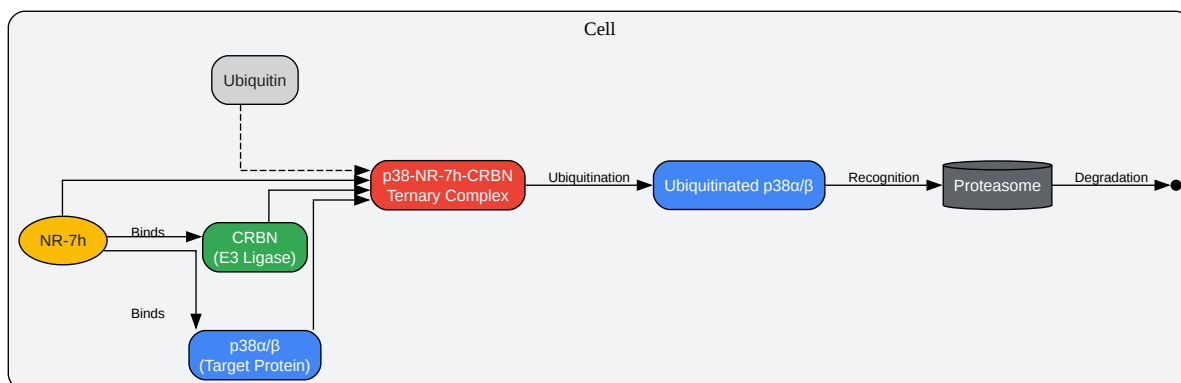 Cell
Ubiquitin
p38-NR-7h-CRBN
Ternary Complex
Ubiquitination
Ubiquitinated p38α/β
Recognition
Proteasome
Degradation
NR-7h
Binds
CRBN
(E3 Ligase)
Binds
p38α/β
(Target Protein)